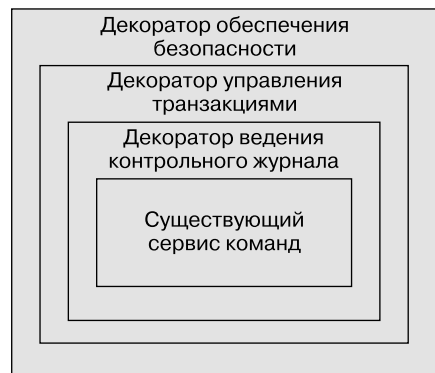 Декоратор обеспечения
безопасности
Декоратор управления
транзакциями
Декоратор ведения
контрольного журнала
Существующий
сервис команд